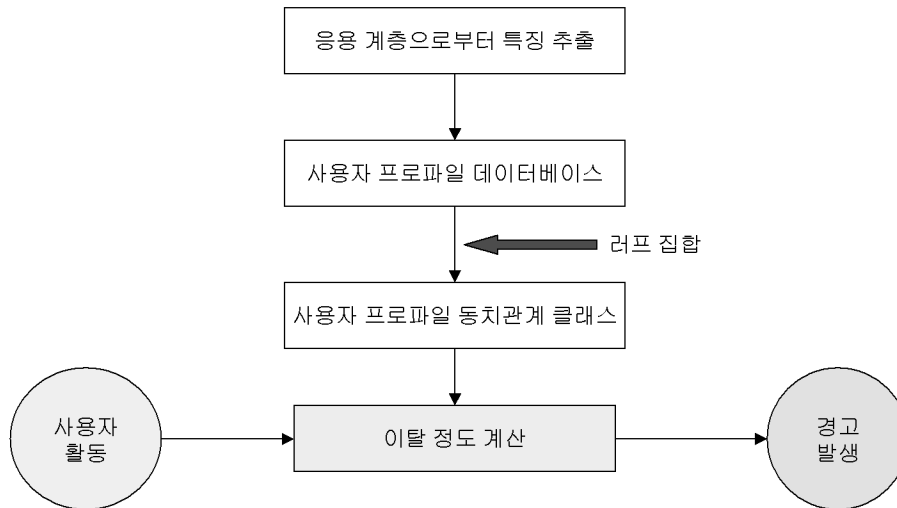 응용 계층으로부터 특징 추출
사용자 프로파일 데이터베이스
러프 집합
사용자 프로파일 동치관계 클래스
사용자
활동
이탈 정도 계산
경고
발생